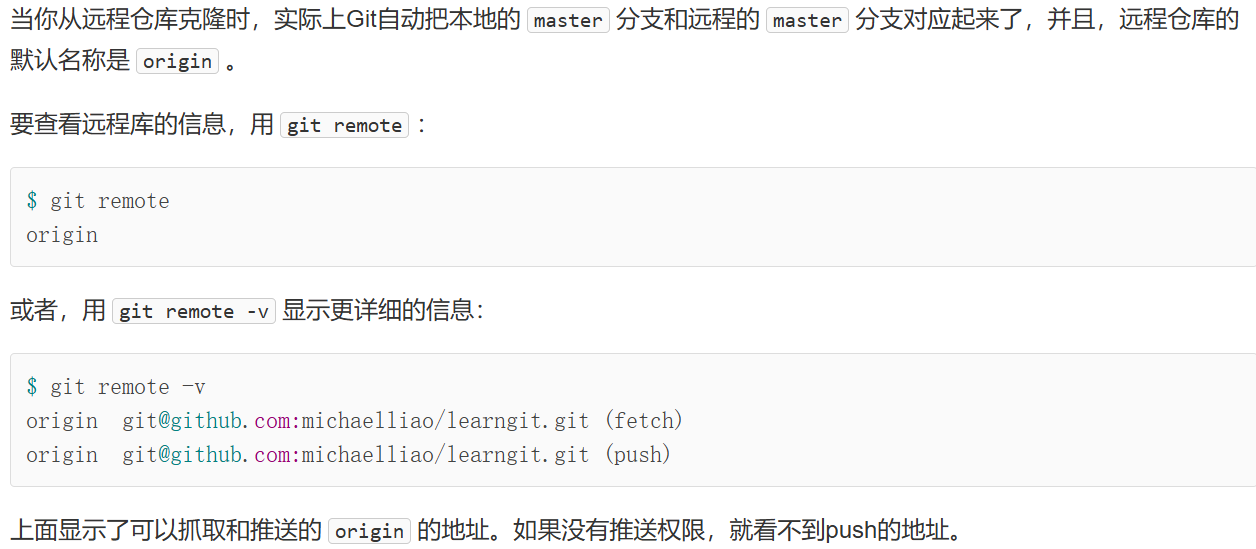 当你从远程仓库克隆时，实际上Git自动把本地的 master 分支和远程的 master 分支对应起来了，并且，远程仓库的
默认名称是 origin 。
要查看远程库的信息，用 git remote ：
$ git remote
origin
或者，用 git remote -v 显示更详细的信息：
$ git remote -v
origin  git@github.com:michaelliao/learngit.git (fetch)
origin  git@github.com:michaelliao/learngit.git (push)
上面显示了可以抓取和推送的 origin 的地址。如果没有推送权限，就看不到push的地址。